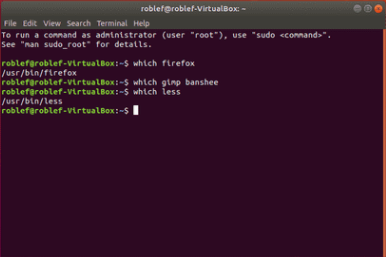 roblef@roblef-VirtualBox: ~
File Edit View Search Terminal Help
To run a command as administrator (user "root"), use "sudo <command>".
See "man sudo_root" for details.
roblef@roblef-VirtualBox:~$ which firefox
/usr/bin/firefox
roblef@roblef-VirtualBox:~$ which gimp banshee
roblef@roblef-VirtualBox:~$ which less
/usr/bin/less
roblef@roblef-VirtualBox:~$